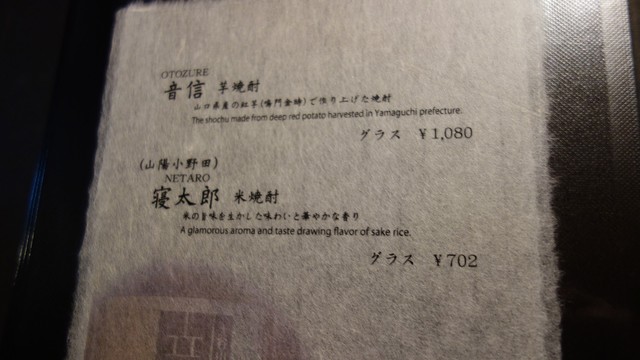 OTOZURE
音信 芋焼酎
山口県産の紅芋(鳴門金時)で作り上げた焼酎
The shochu made from deep red potato harvested in Yamaguchi prefecture.
グラス ¥1,080
(山陽小野田)
NETARO
寝太郎 米焼酎
米の旨味を生かした味わいと華やかな香り
A glamorous aroma and taste drawing flavor of sake rice.
グラス ¥702